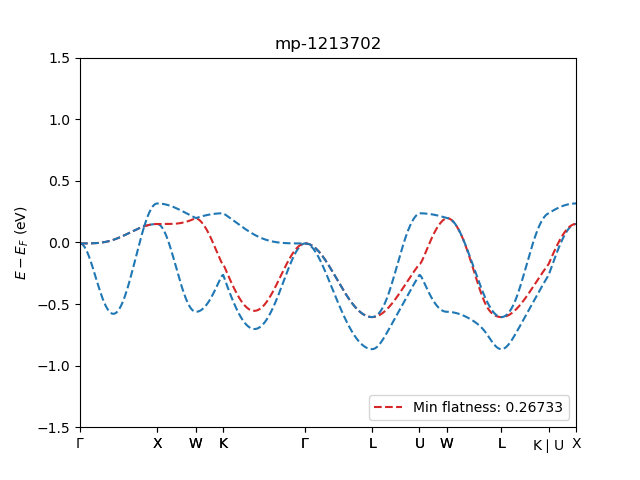 mp-1213702
E − E_F (eV)
1.5
1.0
0.5
0.0
−0.5
−1.0
−1.5
Min flatness: 0.26733
Γ X W K Γ L U W L K | U X